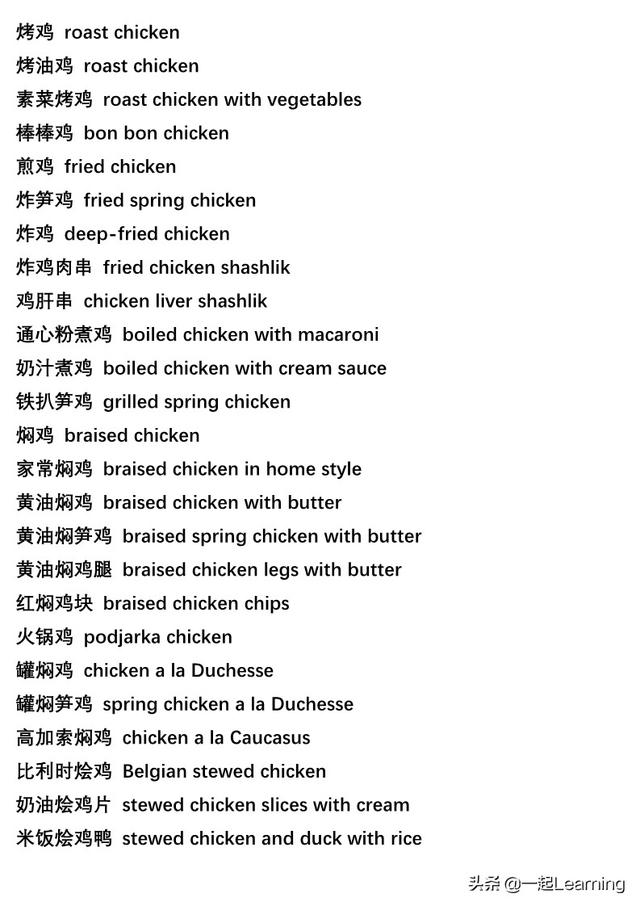 烤鸡 roast chicken
烤油鸡 roast chicken
素菜烤鸡 roast chicken with vegetables
棒棒鸡 bon bon chicken
煎鸡 fried chicken
炸笋鸡 fried spring chicken
炸鸡 deep-fried chicken
炸鸡肉串 fried chicken shashlik
鸡肝串 chicken liver shashlik
通心粉煮鸡 boiled chicken with macaroni
奶汁煮鸡 boiled chicken with cream sauce
铁扒笋鸡 grilled spring chicken
焖鸡 braised chicken
家常焖鸡 braised chicken in home style
黄油焖鸡 braised chicken with butter
黄油焖笋鸡 braised spring chicken with butter
黄油焖鸡腿 braised chicken legs with butter
红焖鸡块 braised chicken chips
火锅鸡 podjarka chicken
罐焖鸡 chicken a la Duchesse
罐焖笋鸡 spring chicken a la Duchesse
高加索焖鸡 chicken a la Caucasus
比利时烩鸡 Belgian stewed chicken
奶油烩鸡片 stewed chicken slices with cream
米饭烩鸡鸭 stewed chicken and duck with rice
头条 @一起Learning